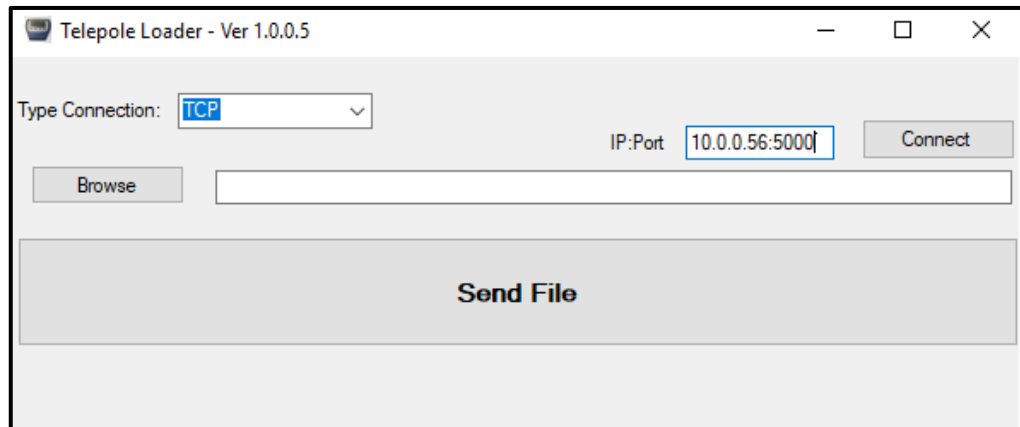 Telepole Loader - Ver 1.0.0.5
Type Connection: TCP
IP:Port 10.0.0.56:5000 Connect
Browse
Send File